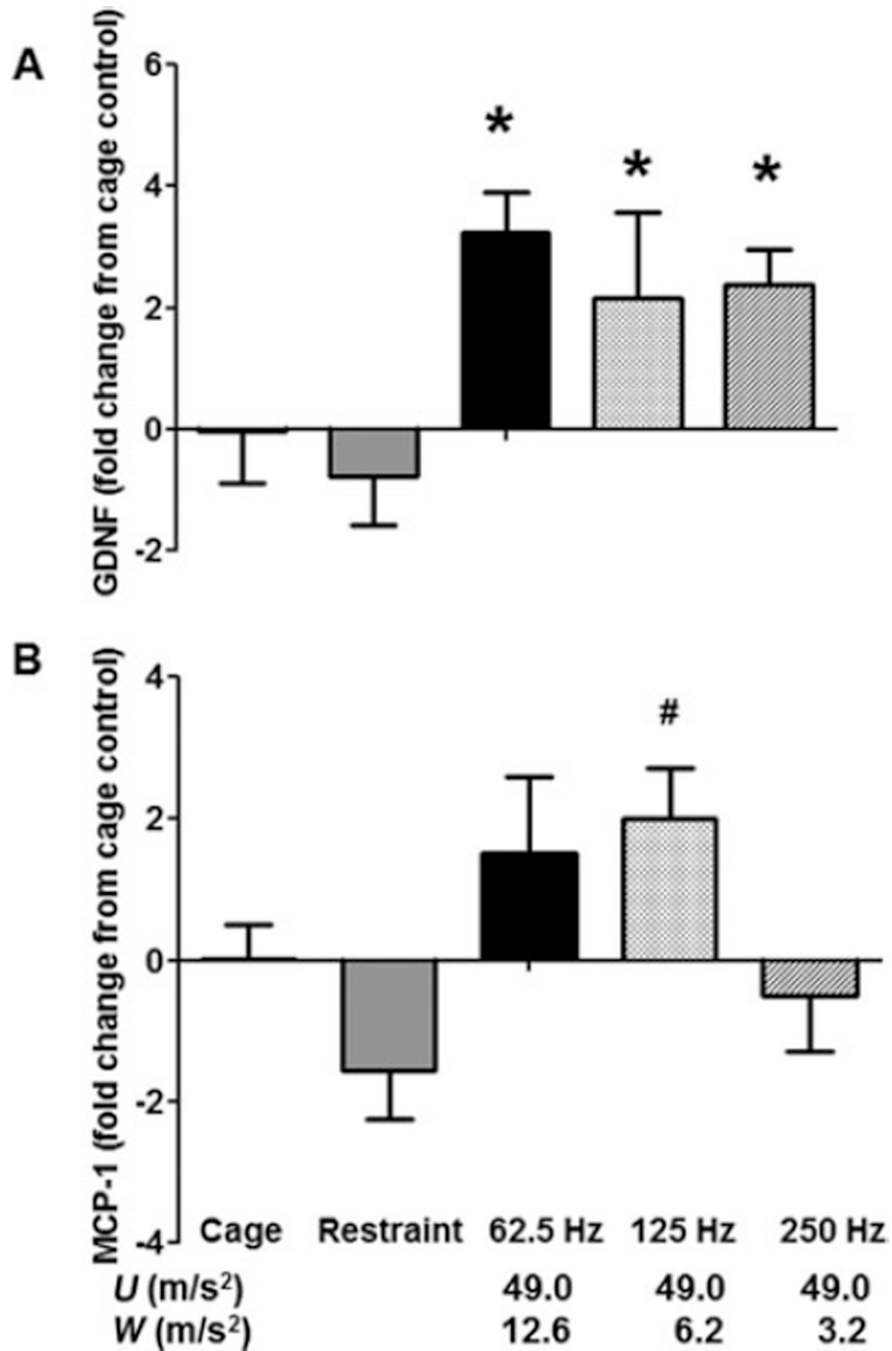 A
GDNF (fold change from cage control)
6
4
2
0
-2
*
*
*
B
MCP-1 (fold change from cage control)
4
2
0
-2
-4
#
Cage Restraint 62.5 Hz 125 Hz 250 Hz
U (m/s²) 49.0 49.0 49.0
W (m/s²) 12.6 6.2 3.2